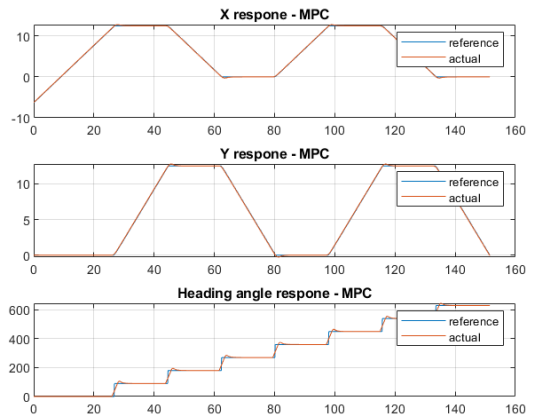 X respone - MPC
10
0
-10
reference
actual
0 20 40 60 80 100 120 140 160
Y respone - MPC
10
5
0
reference
actual
0 20 40 60 80 100 120 140 160
Heading angle respone - MPC
600
400
200
0
reference
actual
0 20 40 60 80 100 120 140 160